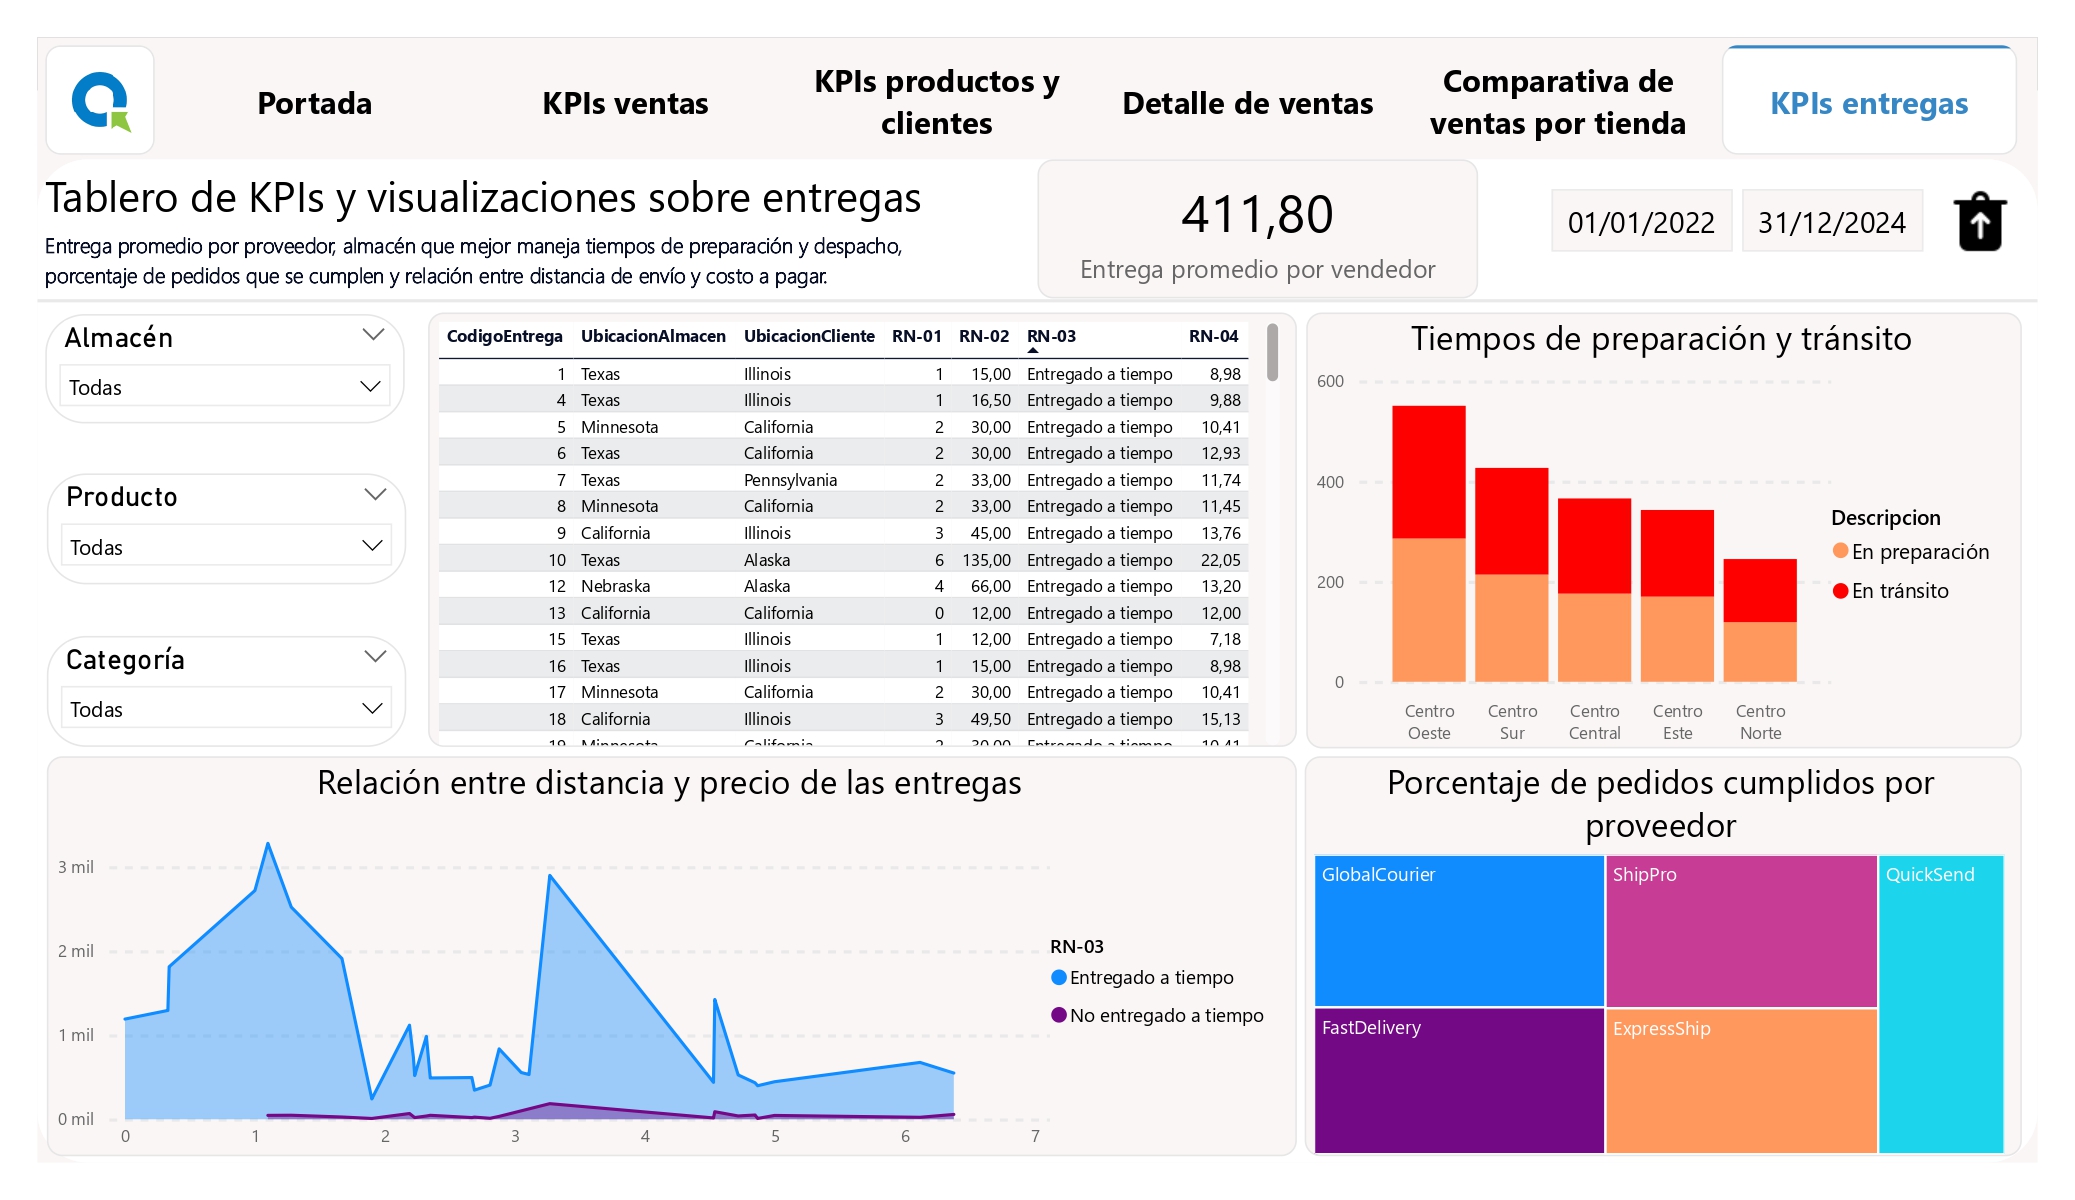 Portada
KPIs ventas
KPIs productos y
clientes
Detalle de ventas
Comparativa de
ventas por tienda
KPIs entregas
Tablero de KPIs y visualizaciones sobre entregas
Entrega promedio por proveedor, almacén que mejor maneja tiempos de preparación y despacho,
porcentaje de pedidos que se cumplen y relación entre distancia de envío y costo a pagar.
411,80
Entrega promedio por vendedor
01/01/2022
31/12/2024
Almacén
Todas
Producto
Todas
Categoría
Todas
CodigoEntrega UbicacionAlmacen UbicacionCliente RN-01 RN-02 RN-03 RN-04
1 Texas Illinois 1 15,00 Entregado a tiempo 8,98
4 Texas Illinois 1 16,50 Entregado a tiempo 9,88
5 Minnesota California 2 30,00 Entregado a tiempo 10,41
6 Texas California 2 30,00 Entregado a tiempo 12,93
7 Texas Pennsylvania 2 33,00 Entregado a tiempo 11,74
8 Minnesota California 2 33,00 Entregado a tiempo 11,45
9 California Illinois 3 45,00 Entregado a tiempo 13,76
10 Texas Alaska 6 135,00 Entregado a tiempo 22,05
12 Nebraska Alaska 4 66,00 Entregado a tiempo 13,20
13 California California 0 12,00 Entregado a tiempo 12,00
15 Texas Illinois 1 12,00 Entregado a tiempo 7,18
16 Texas Illinois 1 15,00 Entregado a tiempo 8,98
17 Minnesota California 2 30,00 Entregado a tiempo 10,41
18 California Illinois 3 49,50 Entregado a tiempo 15,13
19 Minnesota California 2 30,00 Entregado a tiempo 10,41
Tiempos de preparación y tránsito
600
400
200
0
Centro
Oeste
Centro
Sur
Centro
Central
Centro
Este
Centro
Norte
Descripcion
En preparación
En tránsito
Relación entre distancia y precio de las entregas
3 mil
2 mil
1 mil
0 mil
0 1 2 3 4 5 6 7
RN-03
Entregado a tiempo
No entregado a tiempo
Porcentaje de pedidos cumplidos por
proveedor
GlobalCourier
ShipPro
QuickSend
FastDelivery
ExpressShip